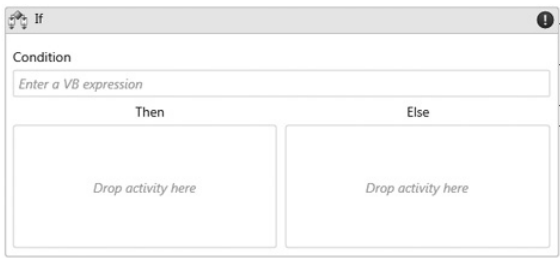 If
Condition
Enter a VB expression
Then Else
Drop activity here Drop activity here